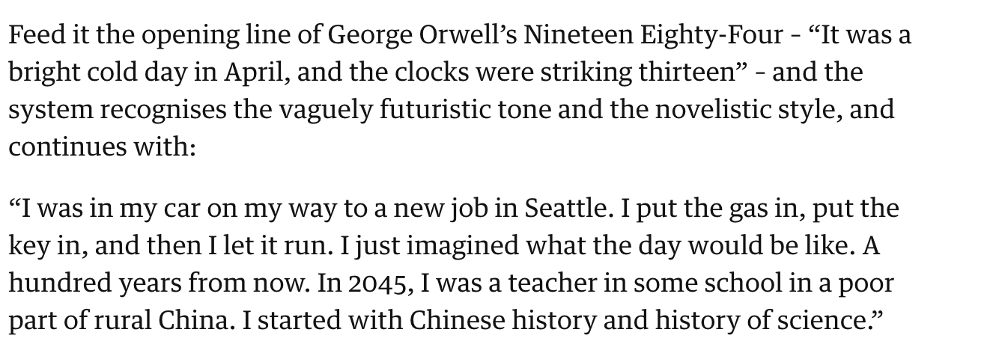 Feed it the opening line of George Orwell’s Nineteen Eighty-Four – “It was a
bright cold day in April, and the clocks were striking thirteen” – and the
system recognises the vaguely futuristic tone and the novelistic style, and
continues with:
“I was in my car on my way to a new job in Seattle. I put the gas in, put the
key in, and then I let it run. I just imagined what the day would be like. A
hundred years from now. In 2045, I was a teacher in some school in a poor
part of rural China. I started with Chinese history and history of science.”